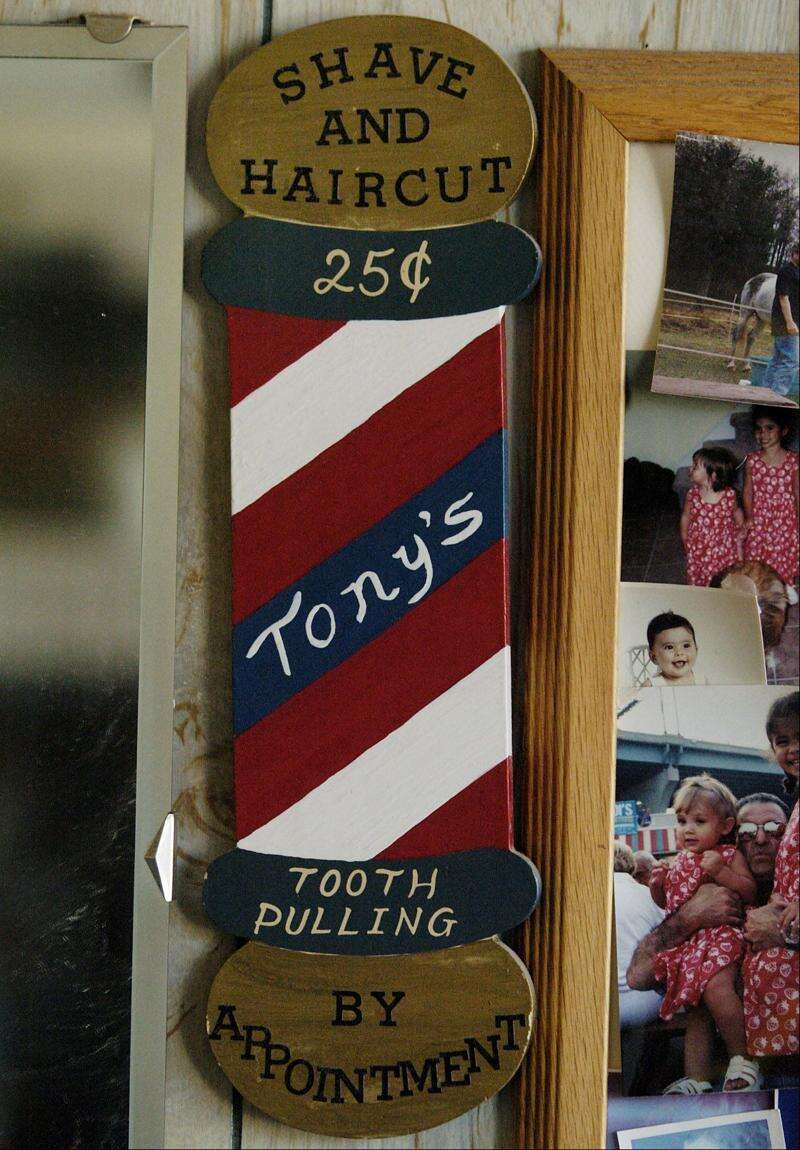 SHAVE
AND
HAIRCUT
25¢
Tony's
TOOTH
PULLING
BY
APPOINTMENT